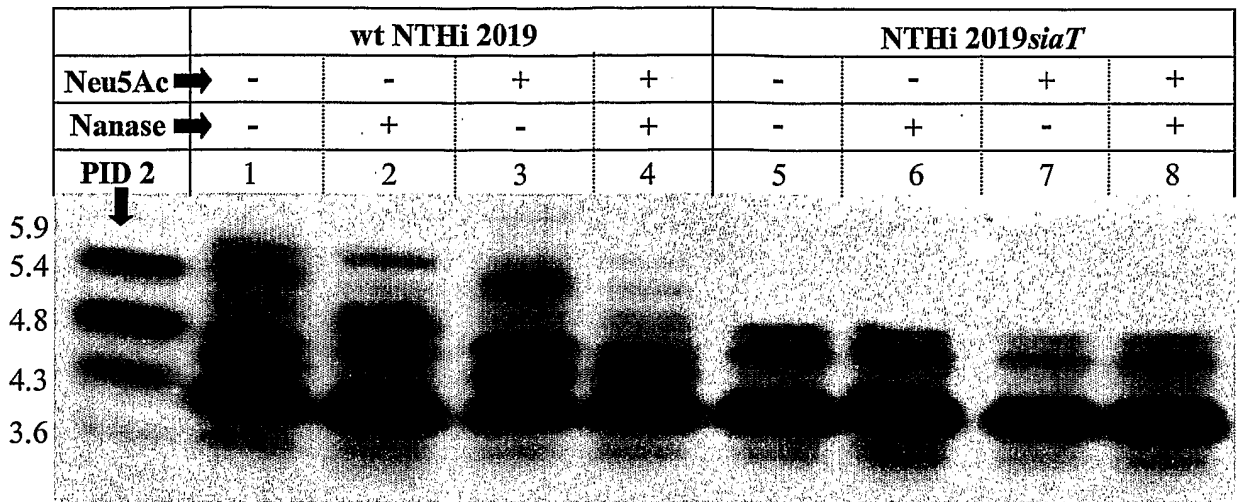 wt NTHi 2019 NTHi 2019siaT
Neu5Ac - - + + - - + +
Nanase - + - + - + - +
PID 2 1 2 3 4 5 6 7 8
5.9
5.4
4.8
4.3
3.6